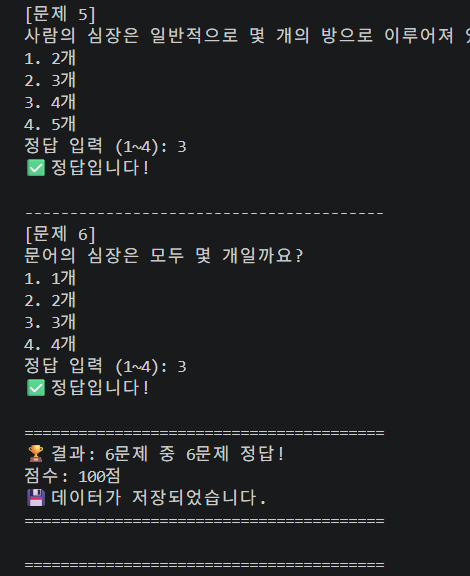 [문제 5]
사람의 심장은 일반적으로 몇 개의 방으로 이루어져
1. 2개
2. 3개
3. 4개
4. 5개
정답 입력 (1~4): 3
✅ 정답입니다!
----------------------------------------
[문제 6]
문어의 심장은 모두 몇 개일까요?
1. 1개
2. 2개
3. 3개
4. 4개
정답 입력 (1~4): 3
✅ 정답입니다!
========================================
🏆 결과: 6문제 중 6문제 정답!
점수: 100점
💾 데이터가 저장되었습니다.
========================================
========================================